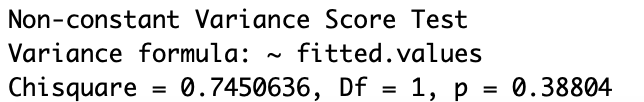 Non-constant Variance Score Test
Variance formula: ~ fitted.values
Chisquare = 0.7450636, Df = 1, p = 0.38804